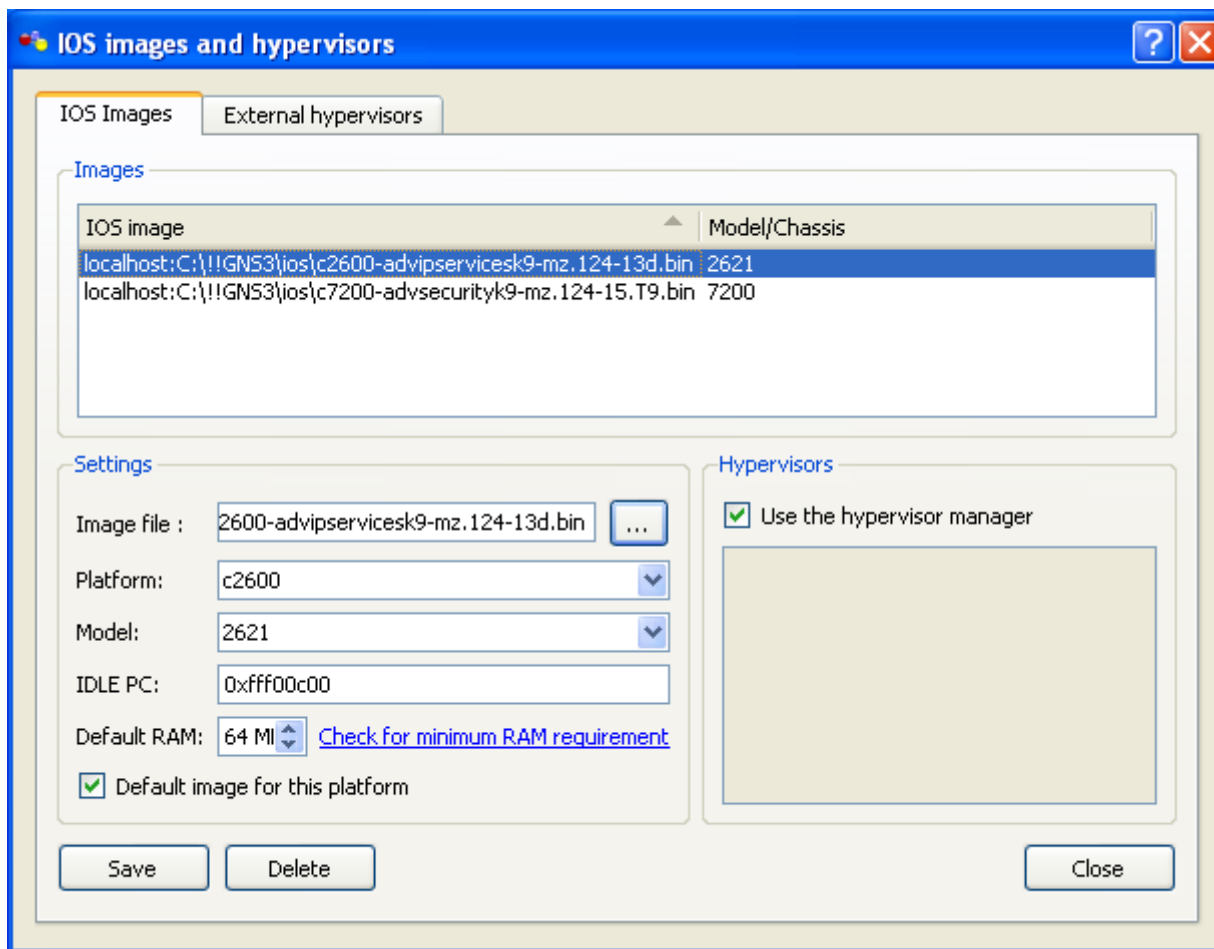 IOS images and hypervisors
IOS Images
External hypervisors
Images
IOS image Model/Chassis
localhost:C:\!!GNS3\ios\c2600-advipservicesk9-mz.124-13d.bin 2621
localhost:C:\!!GNS3\ios\c7200-advsecurityk9-mz.124-15.T9.bin 7200
Settings
Image file : 2600-advipservicesk9-mz.124-13d.bin ...
Platform: c2600
Model: 2621
IDLE PC: 0xfff00c00
Default RAM: 64 MI Check for minimum RAM requirement
Default image for this platform
Hypervisors
Use the hypervisor manager
Save Delete Close